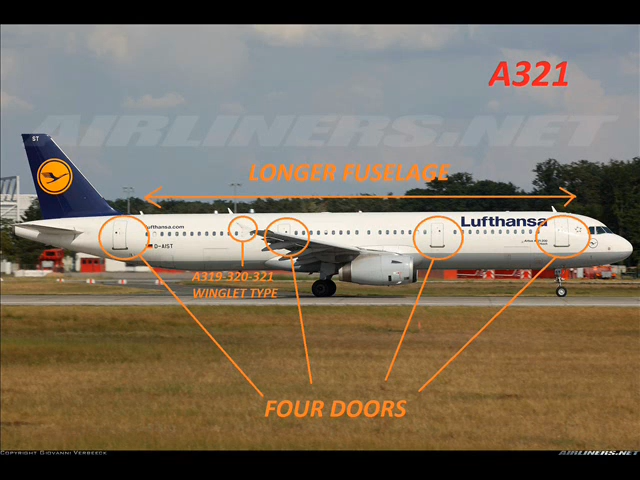 A321
AIRLINERS.NET
ST
LONGER FUSELAGE
Lufthansa
lufthansa.com
D-AIST
A319-320-321
WINGLET TYPE
FOUR DOORS
Copyright Giovanni Verbeeck
AIRLINERS.NET